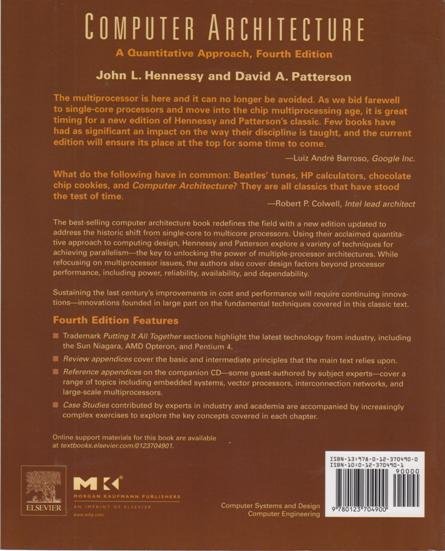 COMPUTER ARCHITECTURE
A Quantitative Approach, Fourth Edition
John L. Hennessy and David A. Patterson
The multiprocessor is here and it can no longer be avoided. As we bid farewell
to single-core processors and move into the chip multiprocessing age, it is great
timing for a new edition of Hennessy and Patterson's classic. Few books have
had as significant an impact on the way their discipline is taught, and the current
edition will ensure its place at the top for some time to come.
—Luiz André Barroso, Google Inc.
What do the following have in common: Beatles' tunes, HP calculators, chocolate
chip cookies, and Computer Architecture? They are all classics that have stood
the test of time.
—Robert P. Colwell, Intel lead architect
The best-selling computer architecture book redefines the field with a new edition updated to
address the historic shift from single-core to multicore processors. Using their acclaimed quantita-
tive approach to computing design, Hennessy and Patterson explore a variety of techniques for
achieving parallelism—the key to unlocking the power of multiple-processor architectures. While
refocusing on multiprocessor issues, the authors also cover design factors beyond processor
performance, including power, reliability, availability, and dependability.
Sustaining the last century's improvements in cost and performance will require continuing innova-
tions—innovations founded in large part on the fundamental techniques covered in this classic text.
Fourth Edition Features
Trademark Putting It All Together sections highlight the latest technology from industry, including
the Sun Niagara, AMD Opteron, and Pentium 4.
Review appendices cover the basic and intermediate principles that the main text relies upon.
Reference appendices on the companion CD—some guest-authored by subject experts—cover a
range of topics including embedded systems, vector processors, interconnection networks, and
large-scale multiprocessors.
Case Studies contributed by experts in industry and academia are accompanied by increasingly
complex exercises to explore the key concepts covered in each chapter.
Online support materials for this book are available
at textbooks.elsevier.com/0123704901.
ELSEVIER
MK
MORGAN KAUFMANN PUBLISHERS
AN IMPRINT OF ELSEVIER
www.mkp.com
Computer Systems and Design
Computer Engineering
ISBN-13:978-0-12-370490-0
ISBN-10:0-12-370490-1
90000
9780123704900